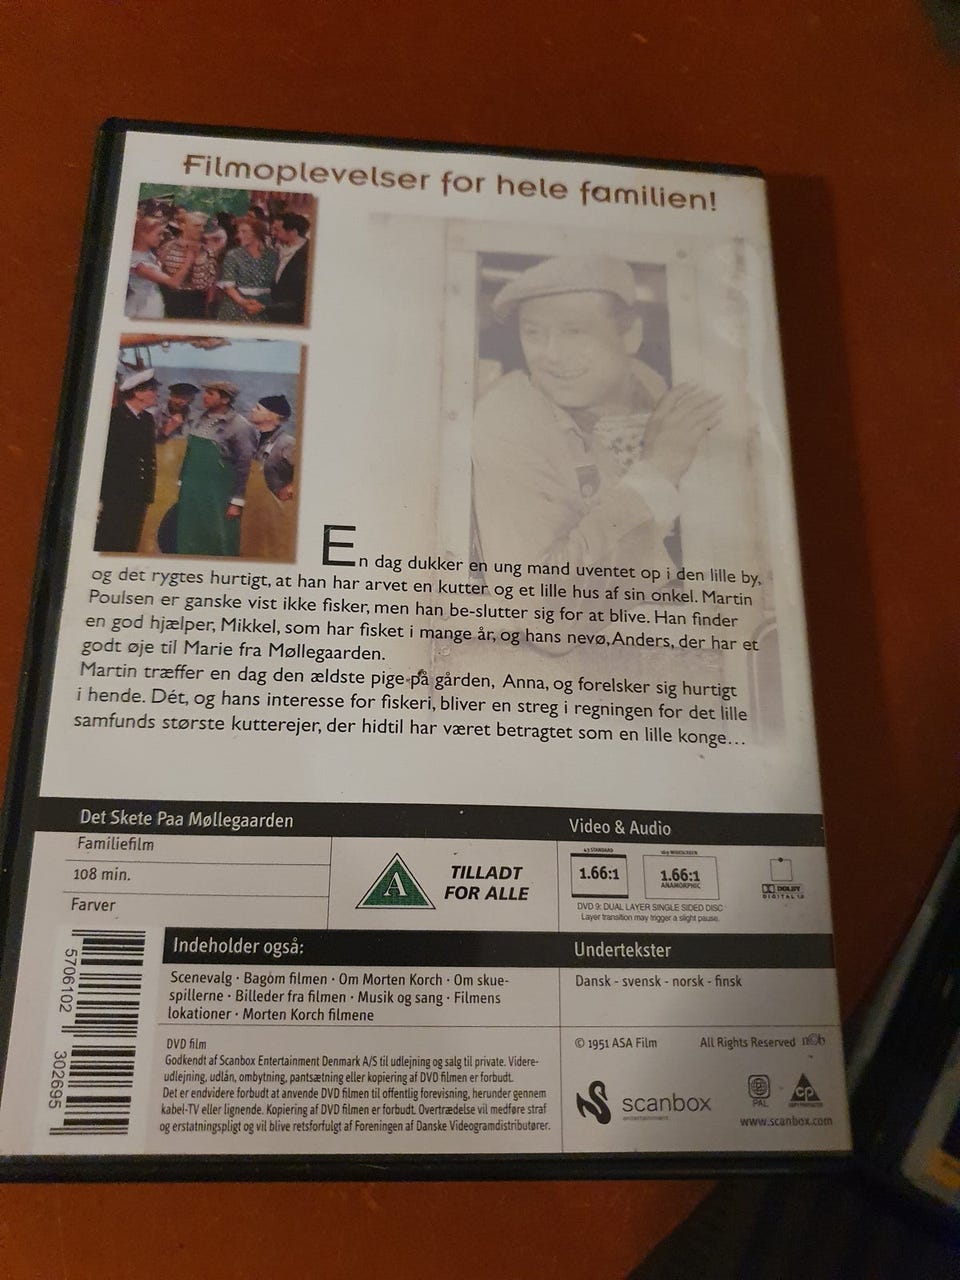 Filmoplevelser for hele familien!
En dag dukker en ung mand uventet op i den lille by,
og det rygtes hurtigt, at han har arvet en kutter og et lille hus af sin onkel. Martin
Poulsen er ganske vist ikke fisker, men han be-slutter sig for at blive. Han finder
en god hjælper, Mikkel, som har fisket i mange år, og hans nevø, Anders, der har et
godt øje til Marie fra Møllegaarden.
Martin træffer en dag den ældste pige på gården, Anna, og forelsker sig hurtigt
i hende. Dét, og hans interesse for fiskeri, bliver en streg i regningen for det lille
samfunds største kutterejer, der hidtil har været betragtet som en lille konge...
Det Skete Paa Møllegaarden
Familiefilm
108 min.
Farver
A
TILLADT
FOR ALLE
Video & Audio
4:3 STANDARD
1.66:1
16:9 WIDESCREEN
1.66:1
ANAMORPHIC
DOLBY
DIGITAL 1.0
DVD 9: DUAL LAYER SINGLE SIDED DISC
Layer transition may trigger a slight pause.
5706102 302695
Indeholder også:
Scenevalg · Bagom filmen · Om Morten Korch · Om skue-
spillerne · Billeder fra filmen · Musik og sang · Filmens
lokationer · Morten Korch filmene
Undertekster
Dansk - svensk - norsk - finsk
DVD film
Godkendt af Scanbox Entertainment Denmark A/S til udlejning og salg til private. Videre-
udlejning, udlån, ombytning, pantsætning eller kopiering af DVD filmen er forbudt.
Det er endvidere forbudt at anvende DVD filmen til offentlig forevisning, herunder gennem
kabel-TV eller lignende. Kopiering af DVD filmen er forbudt. Overtrædelse vil medføre straf
og erstatningspligt og vil blive retsforfulgt af Foreningen af Danske Videogramdistributører.
© 1951 ASA Film
All Rights Reserved n©b
scanbox
entertainment
PAL
cp
www.scanbox.com